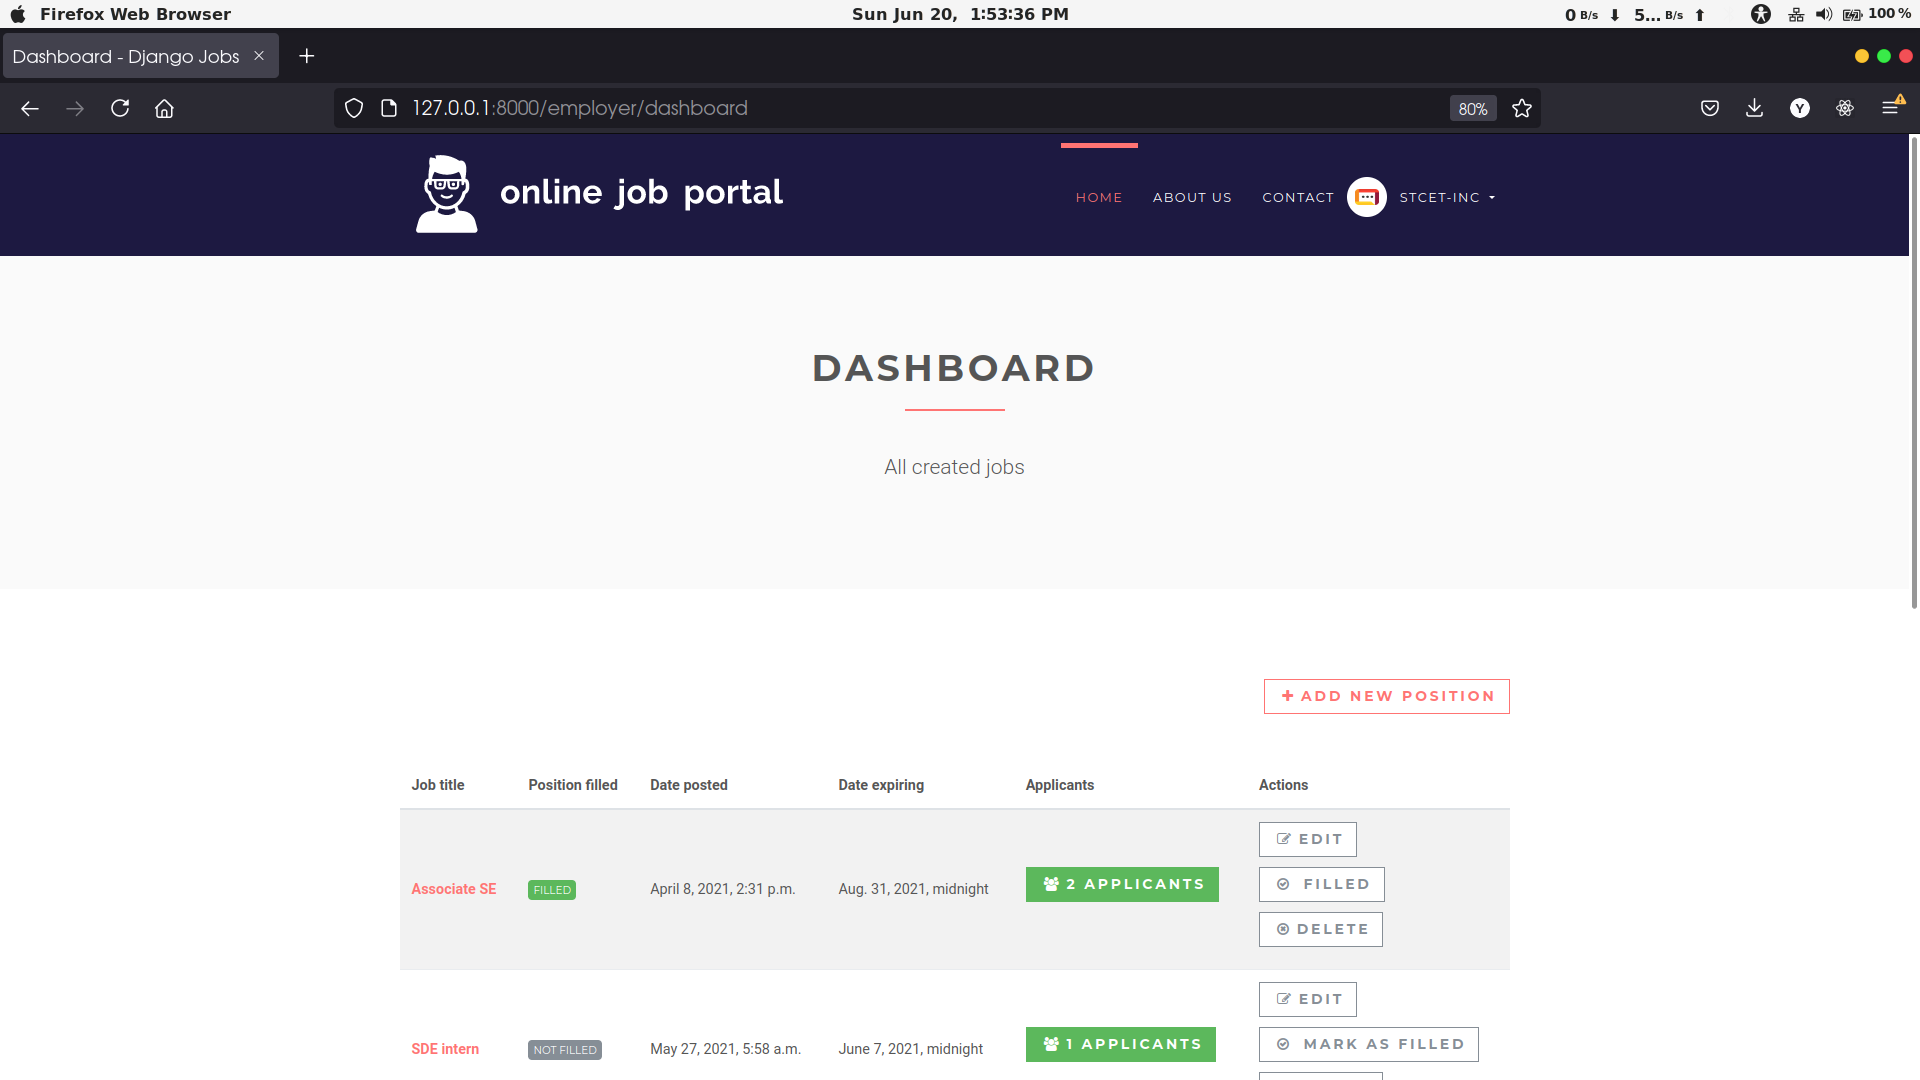 Firefox Web Browser
Sun Jun 20, 1:53:36 PM
0 B/s 5... B/s 100 %
Dashboard - Django Jobs
127.0.0.1:8000/employer/dashboard
80%
Y
online job portal
HOME ABOUT US CONTACT STCET-INC
DASHBOARD
All created jobs
ADD NEW POSITION
Job title Position filled Date posted Date expiring Applicants Actions
EDIT
Associate SE FILLED April 8, 2021, 2:31 p.m. Aug. 31, 2021, midnight 2 APPLICANTS FILLED
DELETE
EDIT
SDE intern NOT FILLED May 27, 2021, 5:58 a.m. June 7, 2021, midnight 1 APPLICANTS MARK AS FILLED